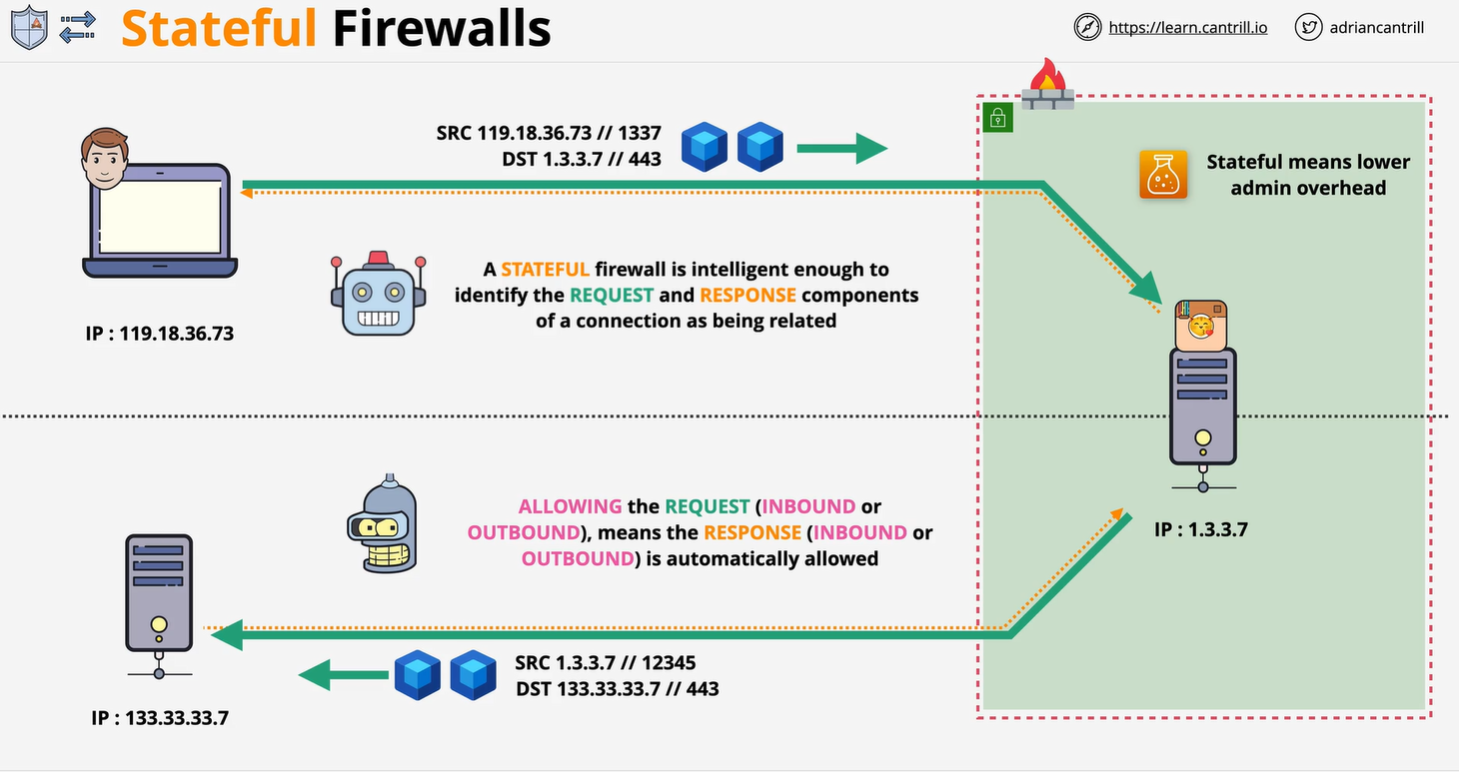 Stateful Firewalls
https://learn.cantrill.io
adriancantrill
SRC 119.18.36.73 // 1337
DST 1.3.3.7 // 443
Stateful means lower
admin overhead
A STATEFUL firewall is intelligent enough to
identify the REQUEST and RESPONSE components
of a connection as being related
IP : 119.18.36.73
ALLOWING the REQUEST (INBOUND or
OUTBOUND), means the RESPONSE (INBOUND or
OUTBOUND) is automatically allowed
IP : 1.3.3.7
SRC 1.3.3.7 // 12345
DST 133.33.33.7 // 443
IP : 133.33.33.7